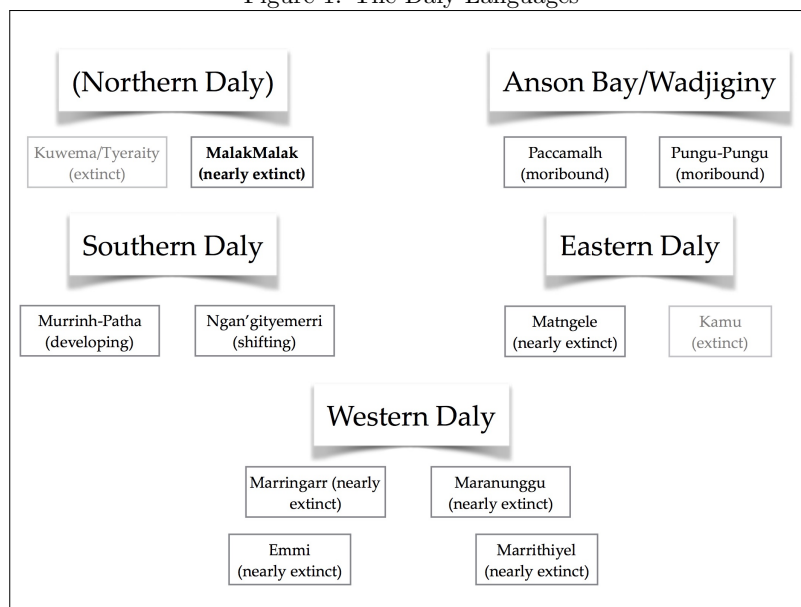 Figure 1: The Daly Languages
(Northern Daly)
Anson Bay/Wadjiginy
Kuwema/Tyeraity
(extinct)
MalakMalak
(nearly extinct)
Paccamalh
(moribound)
Pungu-Pungu
(moribound)
Southern Daly
Eastern Daly
Murrinh-Patha
(developing)
Ngan'gityemerri
(shifting)
Matngele
(nearly extinct)
Kamu
(extinct)
Western Daly
Marringarr (nearly
extinct)
Maranunggu
(nearly extinct)
Emmi
(nearly extinct)
Marrithiyel
(nearly extinct)